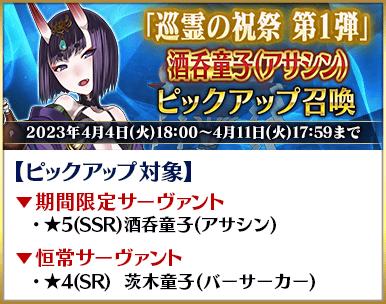 「巡霊の祝祭 第1弾」
酒呑童子(アサシン)
ピックアップ召喚
2023年4月4日(火)18:00~4月11日(火)17:59まで
【ピックアップ対象】
▼期間限定サーヴァント
・★5(SSR)酒呑童子(アサシン)
▼恒常サーヴァント
・★4(SR) 茨木童子(バーサーカー)